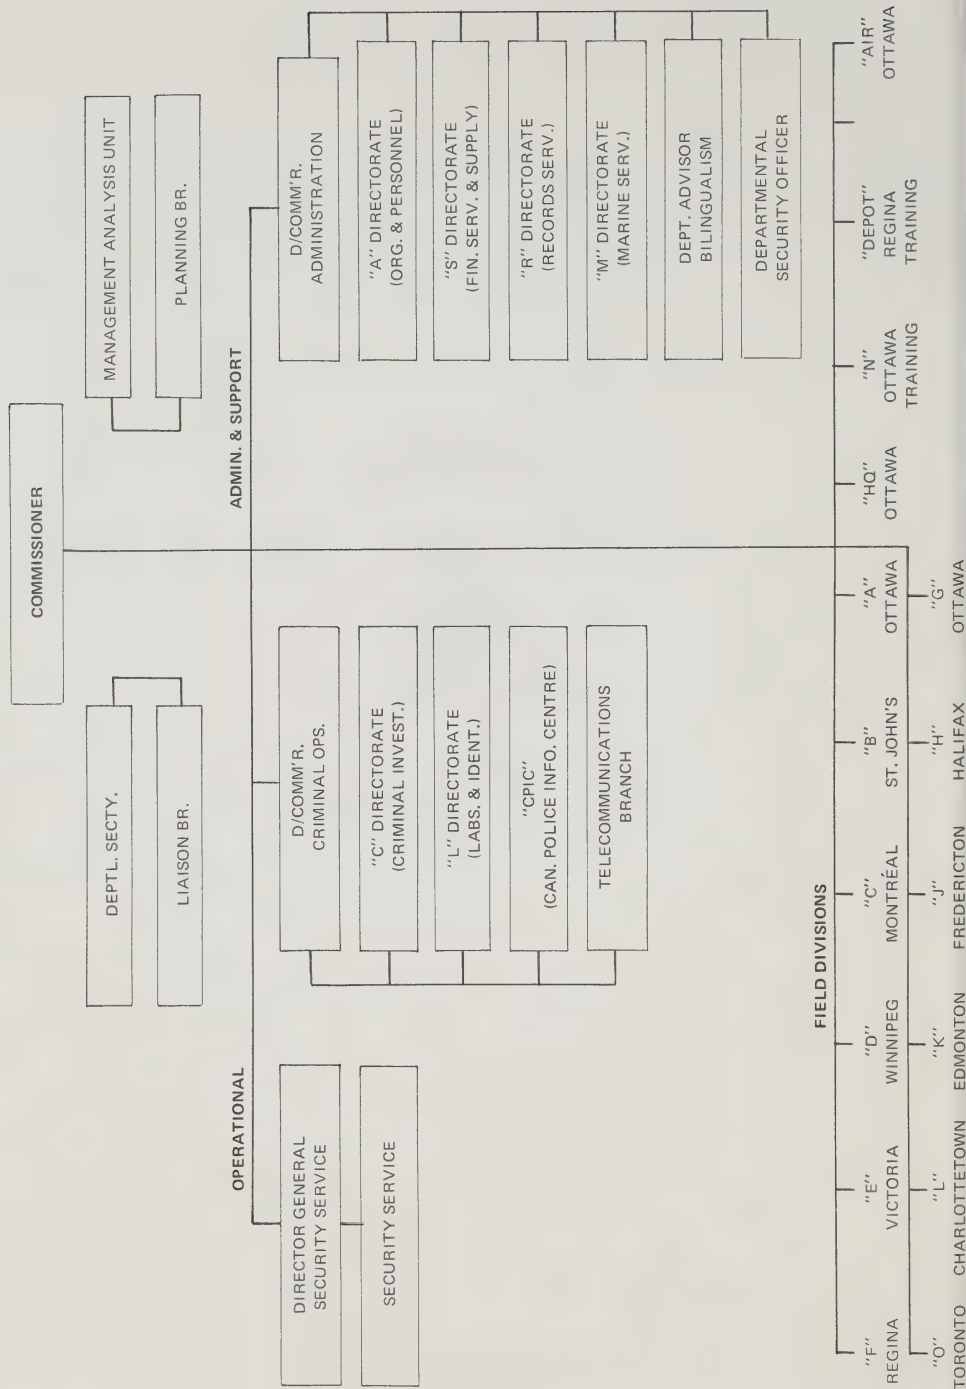 COMMISSIONER
DEPTL. SECTY.
LIAISON BR.
MANAGEMENT ANALYSIS UNIT
PLANNING BR.
OPERATIONAL
ADMIN. & SUPPORT
DIRECTOR GENERAL
SECURITY SERVICE
SECURITY SERVICE
D/COMM'R.
CRIMINAL OPS.
"C" DIRECTORATE
(CRIMINAL INVEST.)
"L" DIRECTORATE
(LABS. & IDENT.)
"CPIC"
(CAN. POLICE INFO. CENTRE)
TELECOMMUNICATIONS
BRANCH
D/COMM'R.
ADMINISTRATION
"A" DIRECTORATE
(ORG. & PERSONNEL)
"S" DIRECTORATE
(FIN. SERV. & SUPPLY)
"R" DIRECTORATE
(RECORDS SERV.)
"M" DIRECTORATE
(MARINE SERV.)
DEPT. ADVISOR
BILINGUALISM
DEPARTMENTAL
SECURITY OFFICER
FIELD DIVISIONS
"F"
REGINA
"E"
VICTORIA
"D"
WINNIPEG
"C"
MONTRÉAL
"B"
ST. JOHN'S
"A"
OTTAWA
"HQ"
OTTAWA
"N"
OTTAWA
TRAINING
"DEPOT"
REGINA
TRAINING
"AIR"
OTTAWA
"O"
TORONTO
"L"
CHARLOTTETOWN
"K"
EDMONTON
"J"
FREDERICTON
"H"
HALIFAX
"G"
OTTAWA